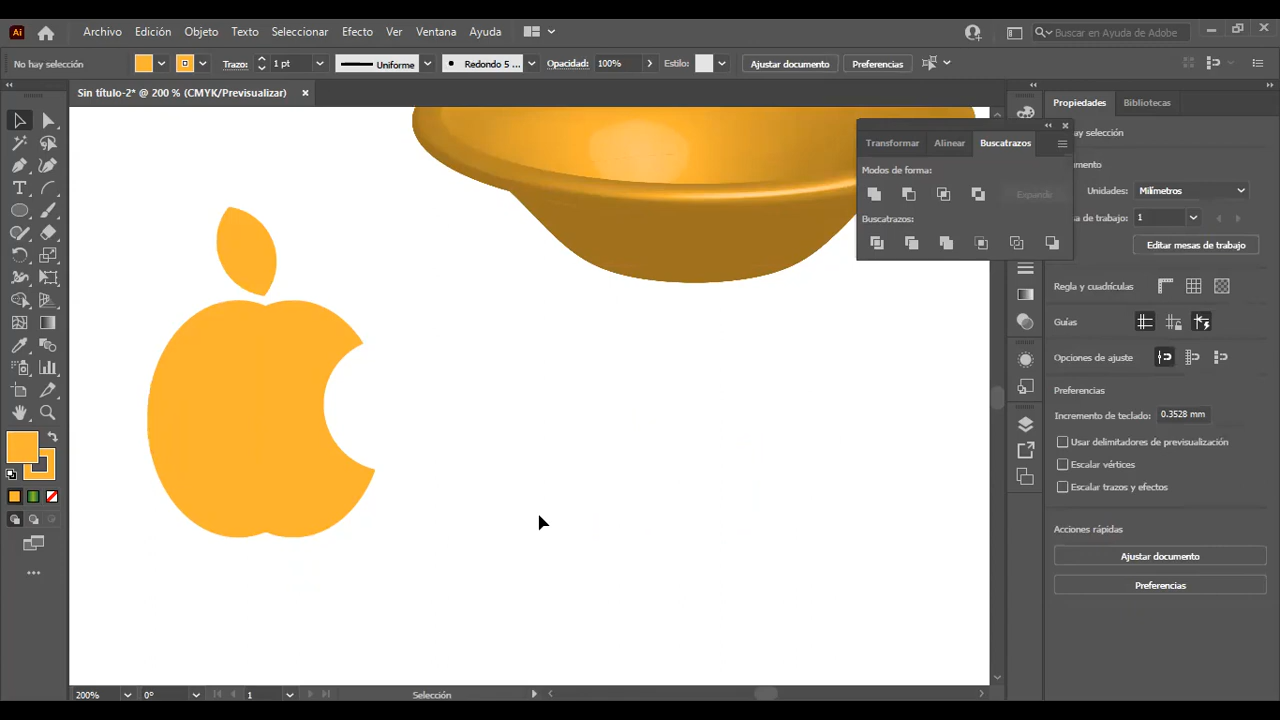 Ai
Archivo Edición Objeto Texto Seleccionar Efecto Ver Ventana Ayuda
Buscar en Ayuda de Adobe
No hay selección
Trazo: 1 pt
Uniforme
Redondo 5 ...
Opacidad: 100%
Estilo:
Ajustar documento
Preferencias
Sin título-2* @ 200 % (CMYK/Previsualizar) ×
Propiedades Bibliotecas
Transformar Alinear Buscatrazos
Modos de forma:
Expandir
Buscatrazos:
hay selección
umento
Unidades: Milímetros
a de trabajo: 1
Editar mesas de trabajo
Regla y cuadrículas
Guías
Opciones de ajuste
Preferencias
Incremento de teclado: 0.3528 mm
Usar delimitadores de previsualización
Escalar vértices
Escalar trazos y efectos
Acciones rápidas
Ajustar documento
Preferencias
200% 0° 1 Selección